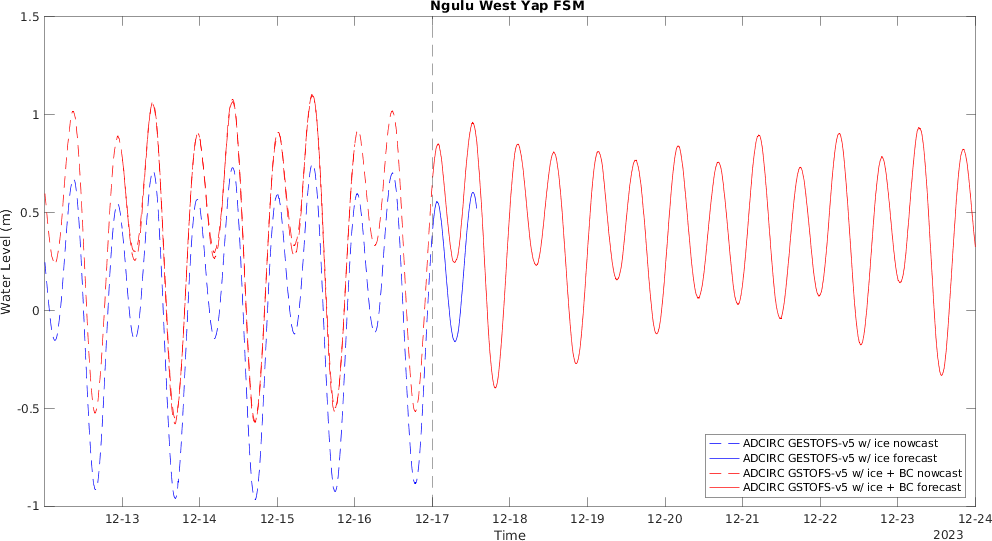 Ngulu West Yap FSM
1.5
1
0.5
0
-0.5
-1
Water Level (m)
ADCIRC GESTOFS-v5 w/ ice nowcast
ADCIRC GESTOFS-v5 w/ ice forecast
ADCIRC GSTOFS-v5 w/ ice + BC nowcast
ADCIRC GSTOFS-v5 w/ ice + BC forecast
12-13 12-14 12-15 12-16 12-17 12-18 12-19 12-20 12-21 12-22 12-23 12-24
Time
2023